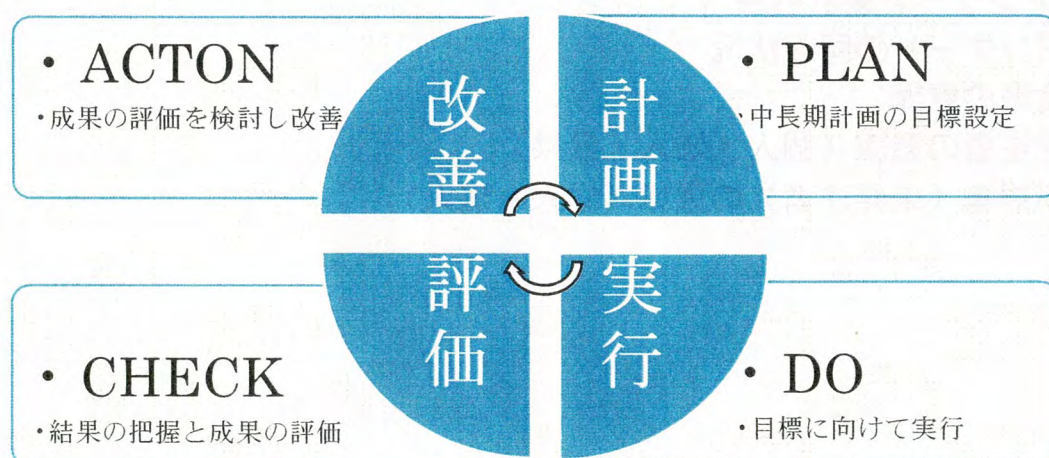 ・ACTON
・成果の評価を検討し改善
改善
計画
・PLAN
・中長期計画の目標設定
・CHECK
・結果の把握と成果の評価
評価
実行
・DO
・目標に向けて実行